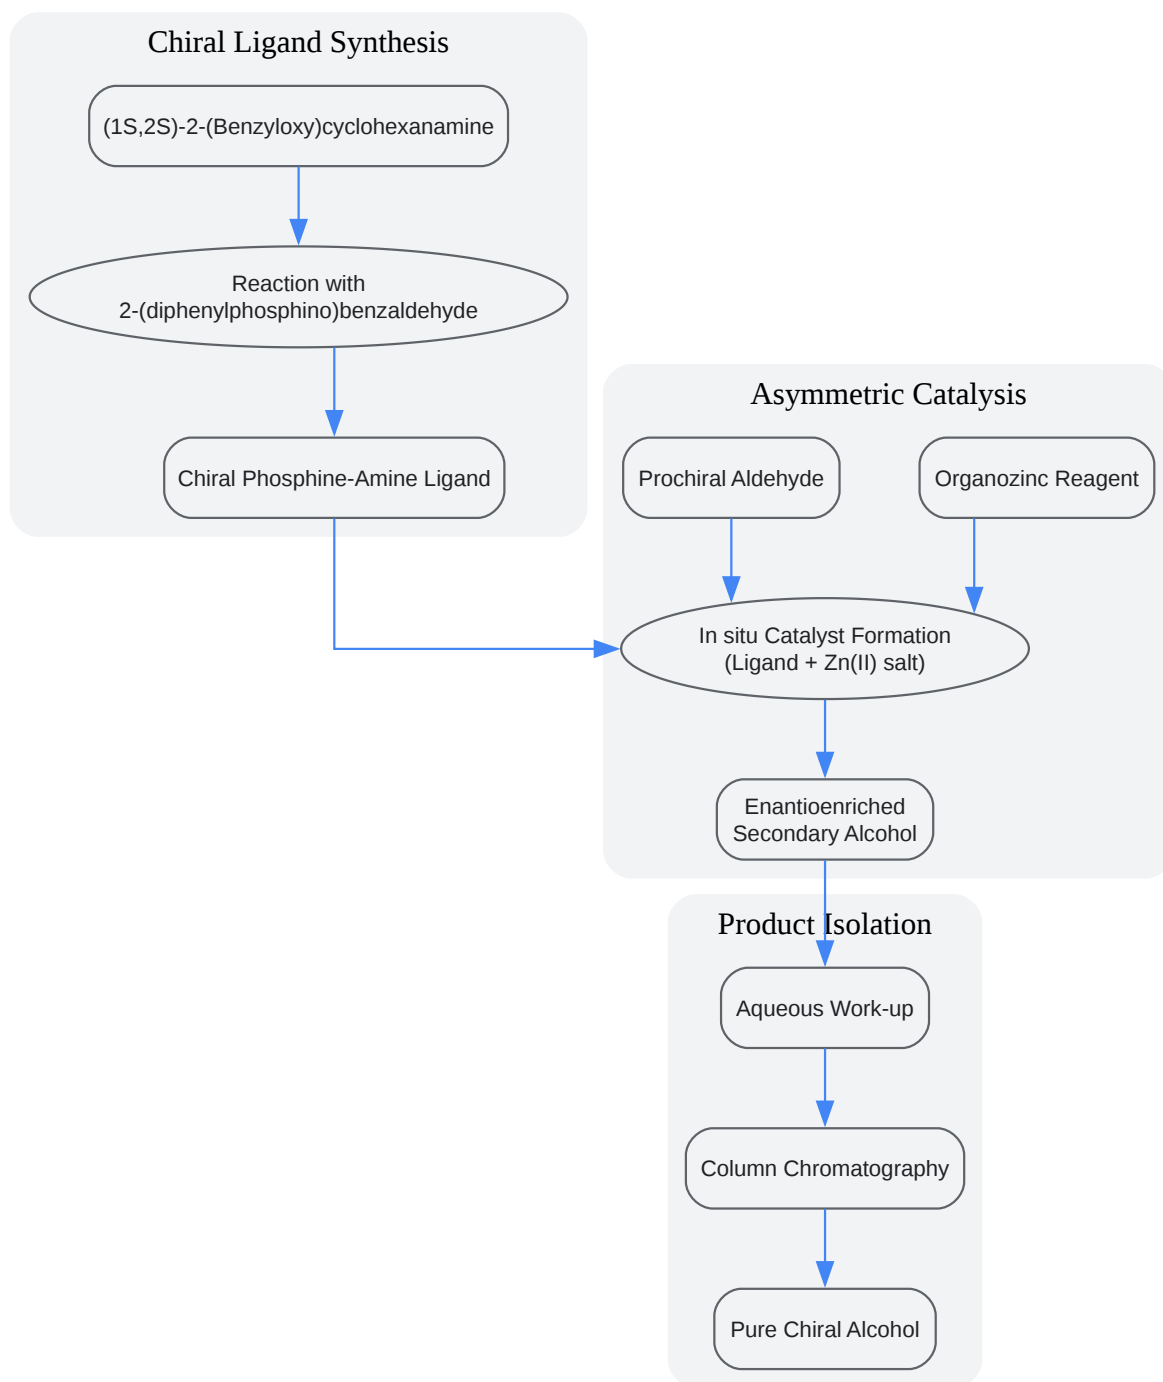 Chiral Ligand Synthesis
(1S,2S)-2-(Benzyloxy)cyclohexanamine
Reaction with
2-(diphenylphosphino)benzaldehyde
Chiral Phosphine-Amine Ligand
Asymmetric Catalysis
Prochiral Aldehyde
Organozinc Reagent
In situ Catalyst Formation
(Ligand + Zn(II) salt)
Enantioenriched
Secondary Alcohol
Product Isolation
Aqueous Work-up
Column Chromatography
Pure Chiral Alcohol